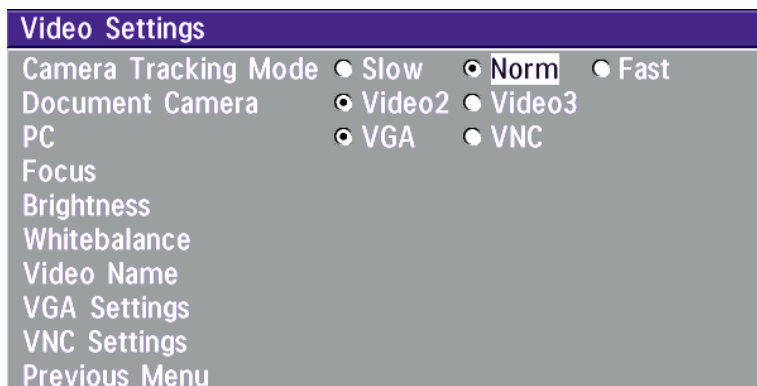 Video Settings
Camera Tracking Mode Slow Norm Fast
Document Camera Video2 Video3
PC VGA VNC
Focus
Brightness
Whitebalance
Video Name
VGA Settings
VNC Settings
Previous Menu